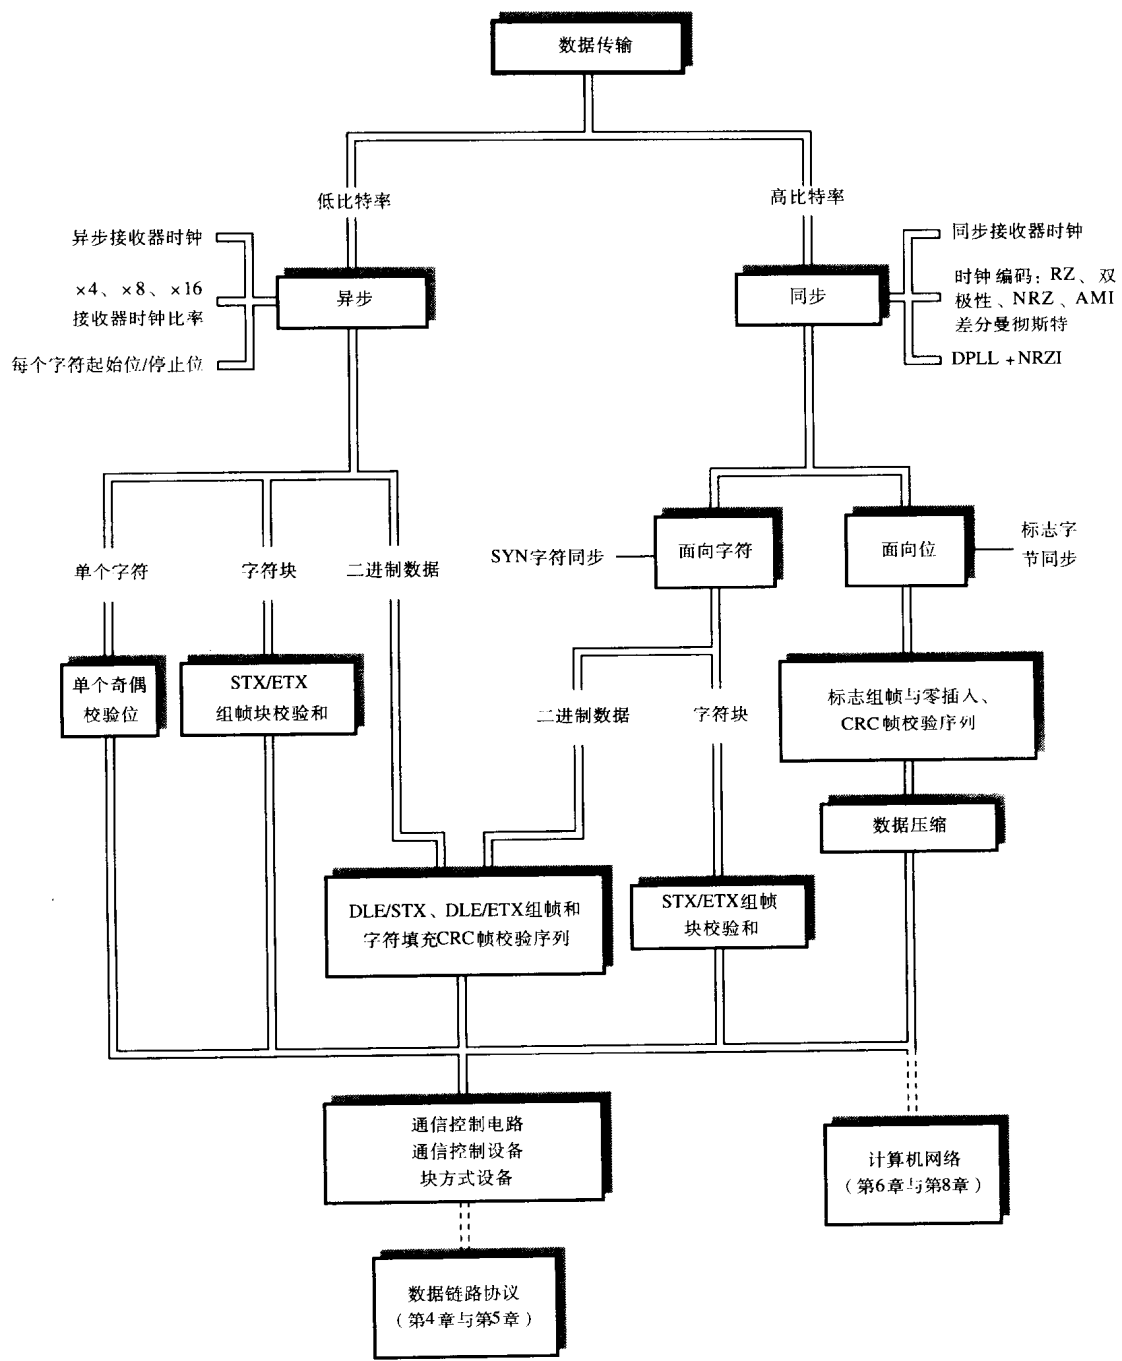 数据传输
低比特率
高比特率
异步接收器时钟
×4、×8、×16
接收器时钟比率
每个字符起始位/停止位
异步
同步
同步接收器时钟
时钟编码：RZ、双
极性、NRZ、AMI
差分曼彻斯特
DPLL +NRZI
单个字符
字符块
二进制数据
SYN字符同步
面向字符
面向位
标志字
节同步
单个奇偶
校验位
STX/ETX
组帧块校验和
二进制数据
字符块
标志组帧与零插入、
CRC帧校验序列
数据压缩
DLE/STX、DLE/ETX组帧和
字符填充CRC帧校验序列
STX/ETX组帧
块校验和
通信控制电路
通信控制设备
块方式设备
计算机网络
（第6章与第8章）
数据链路协议
（第4章与第5章）